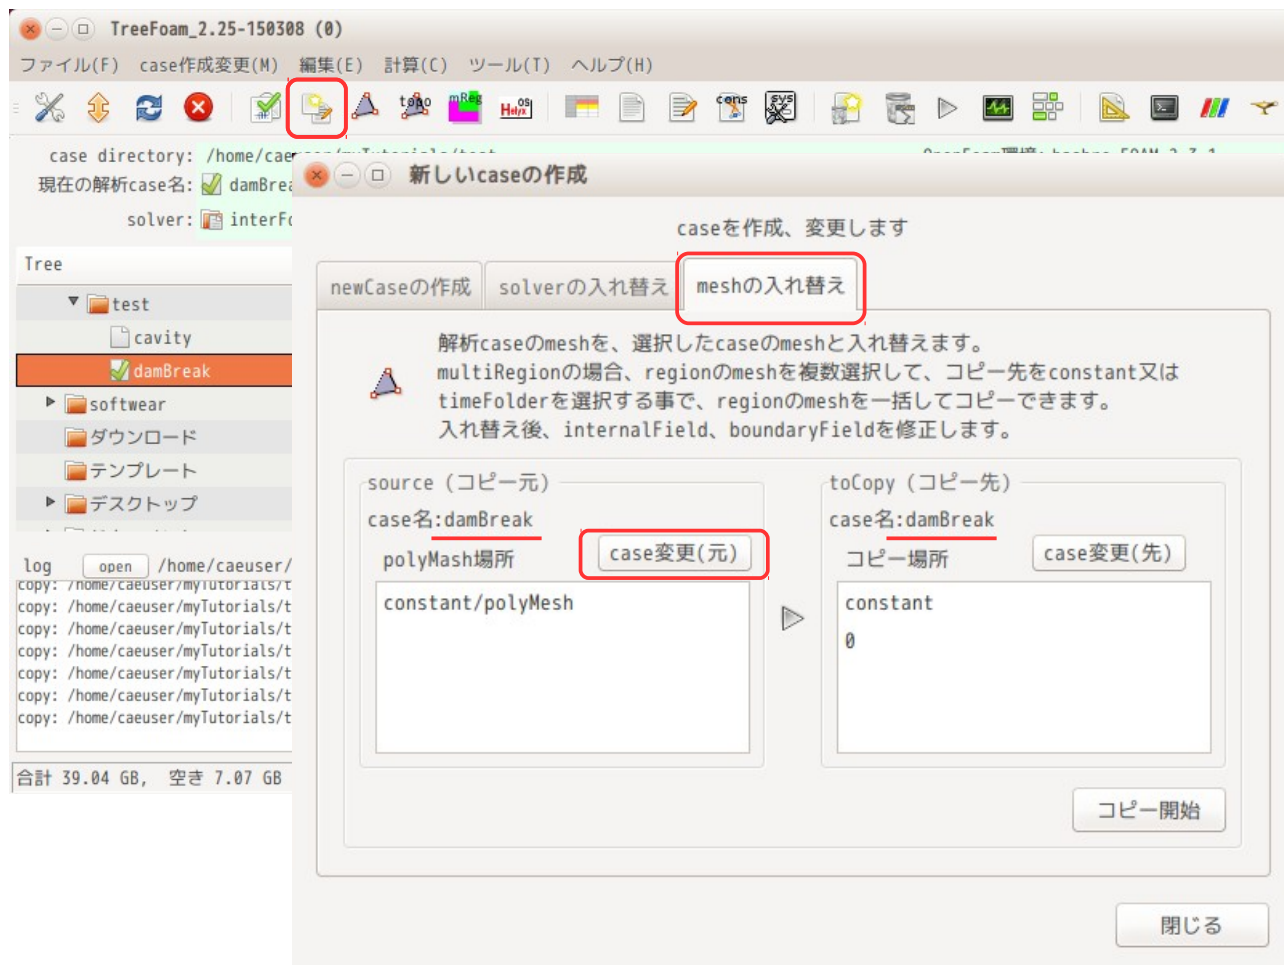 TreeFoam_2.25-150308 (0)
ファイル(F) case作成変更(M) 編集(E) 計算(C) ツール(T) ヘルプ(H)
topo mReg Helyx OS cons sys
case directory: /home/cae
現在の解析case名: damBrea
solver: interFo
Tree
test
cavity
damBreak
softwear
ダウンロード
テンプレート
デスクトップ
log open /home/caeuser/
copy: /home/caeuser/myTutorials/t
copy: /home/caeuser/myTutorials/t
copy: /home/caeuser/myTutorials/t
copy: /home/caeuser/myTutorials/t
copy: /home/caeuser/myTutorials/t
copy: /home/caeuser/myTutorials/t
copy: /home/caeuser/myTutorials/t
合計 39.04 GB, 空き 7.07 GB
新しいcaseの作成
caseを作成、変更します
newCaseの作成 solverの入れ替え meshの入れ替え
解析caseのmeshを、選択したcaseのmeshと入れ替えます。
multiRegionの場合、regionのmeshを複数選択して、コピー先をconstant又は
timeFolderを選択する事で、regionのmeshを一括してコピーできます。
入れ替え後、internalField、boundaryFieldを修正します。
source (コピー元)
case名:damBreak
polyMash場所 case変更(元)
constant/polyMesh
toCopy (コピー先)
case名:damBreak
コピー場所 case変更(先)
constant
0
コピー開始
閉じる